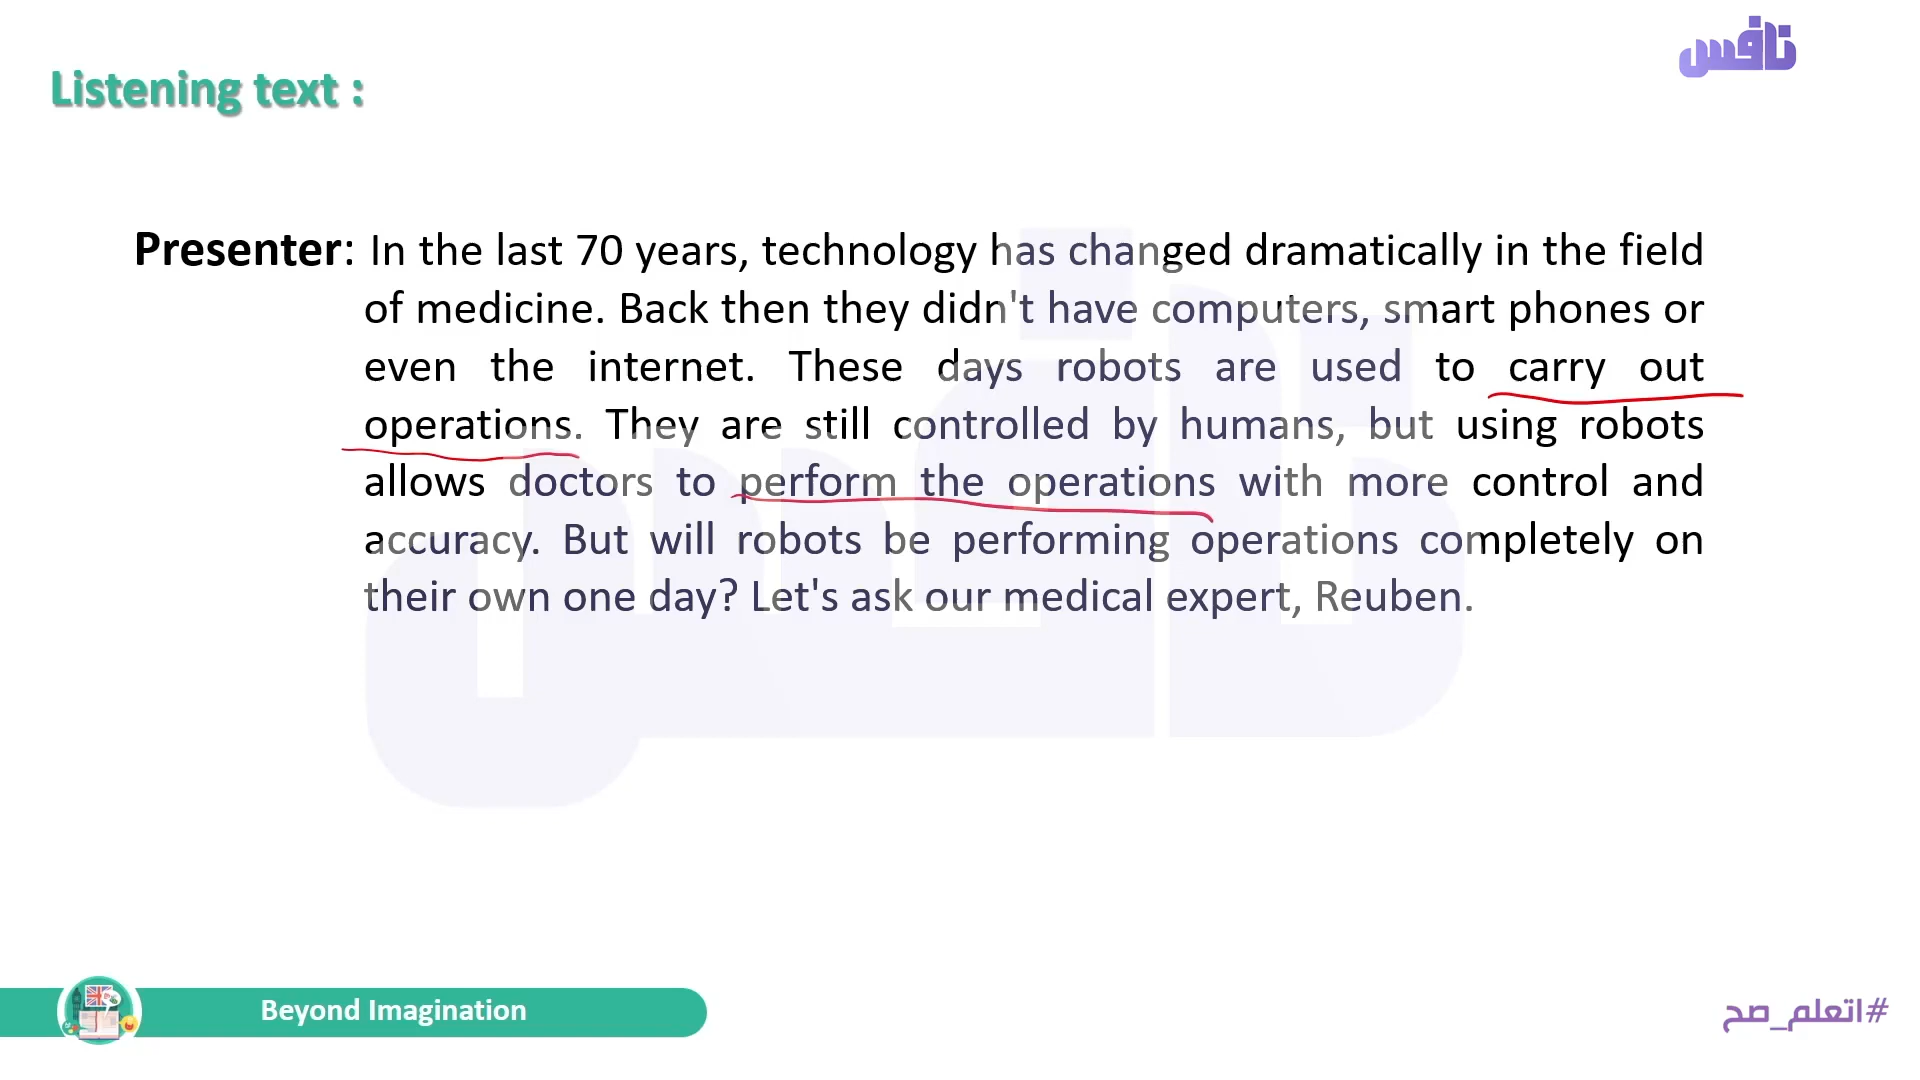 نافس
Listening text :
Presenter: In the last 70 years, technology has changed dramatically in the field
of medicine. Back then they didn't have computers, smart phones or
even the internet. These days robots are used to carry out
operations. They are still controlled by humans, but using robots
allows doctors to perform the operations with more control and
accuracy. But will robots be performing operations completely on
their own one day? Let's ask our medical expert, Reuben.
Beyond Imagination
#اتعلم_صح